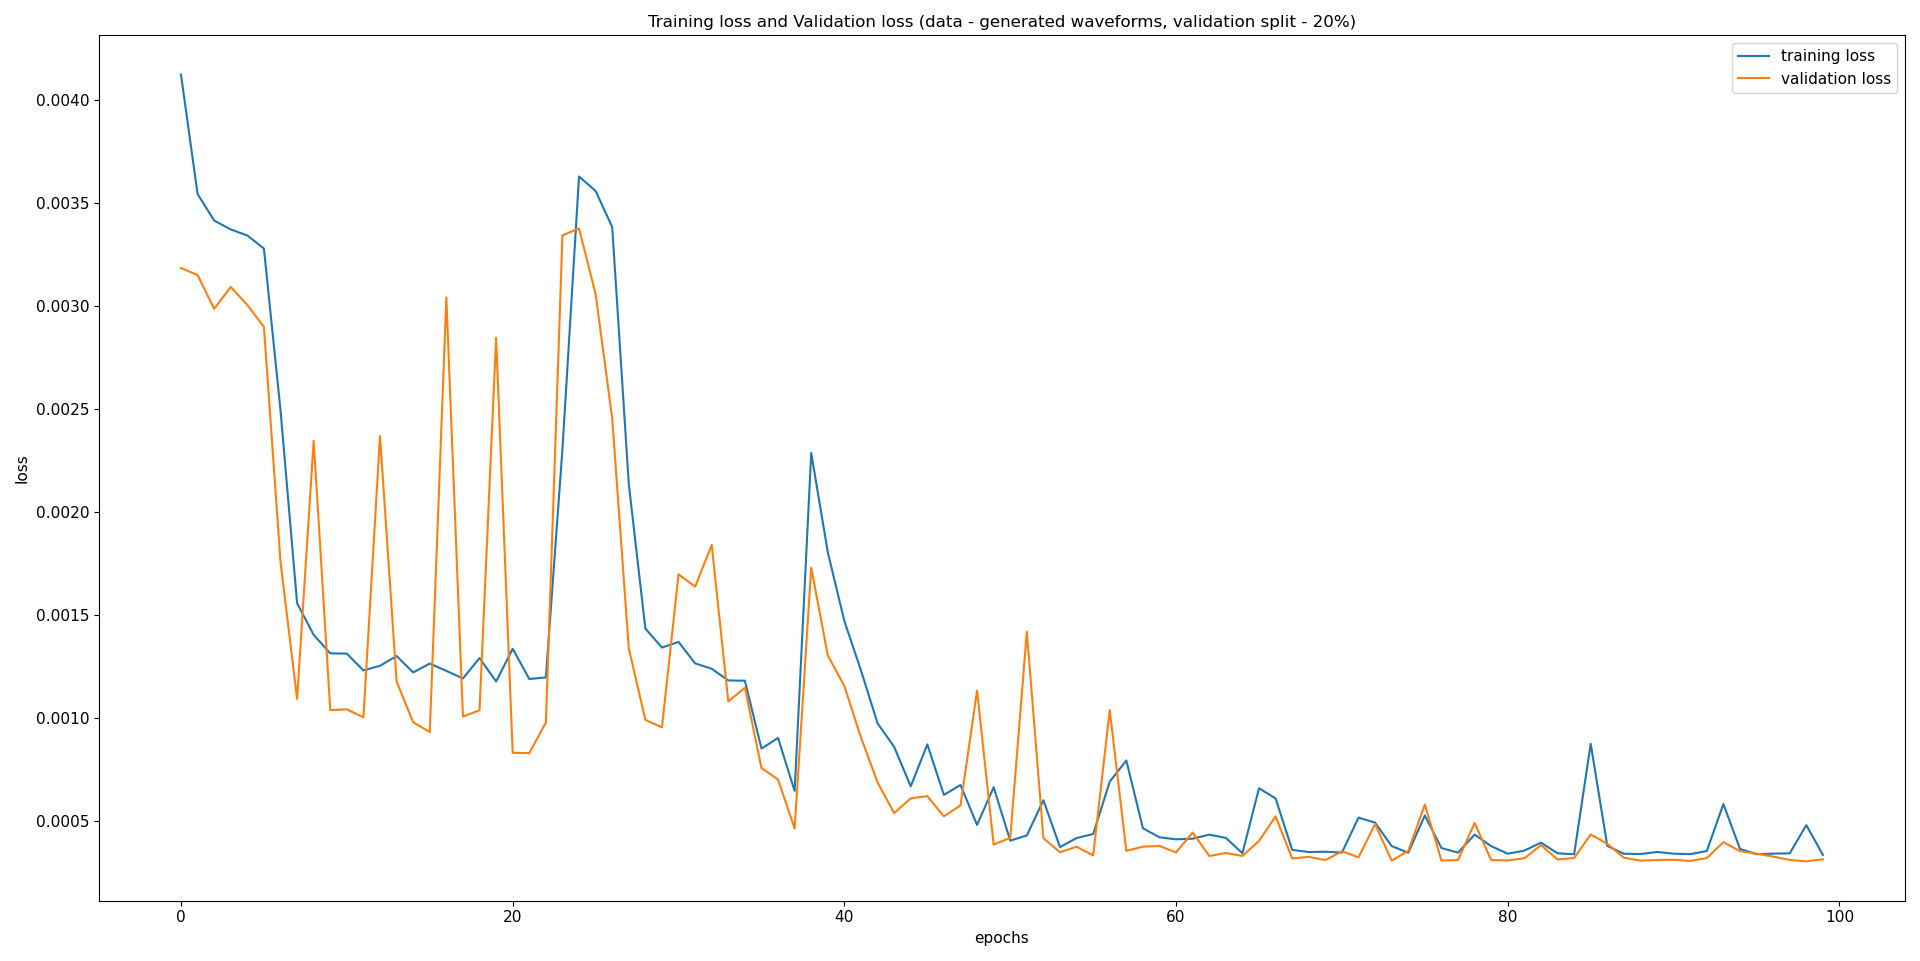 Training loss and Validation loss (data - generated waveforms, validation split - 20%)
training loss
validation loss
0.0040
0.0035
0.0030
0.0025
0.0020
0.0015
0.0010
0.0005
loss
0 20 40 60 80 100
epochs